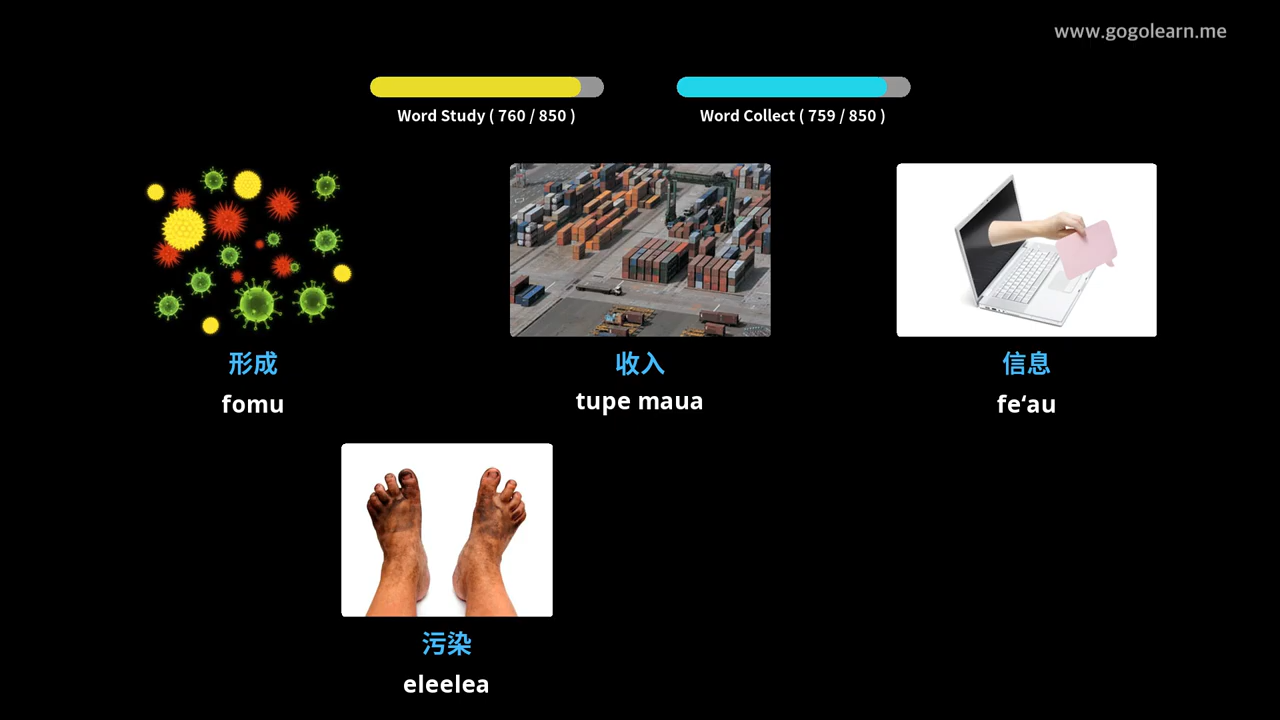 www.gogolearn.me
Word Study ( 760 / 850 )
Word Collect ( 759 / 850 )
形成
fomu
收入
tupe maua
信息
fe‘au
污染
eleelea